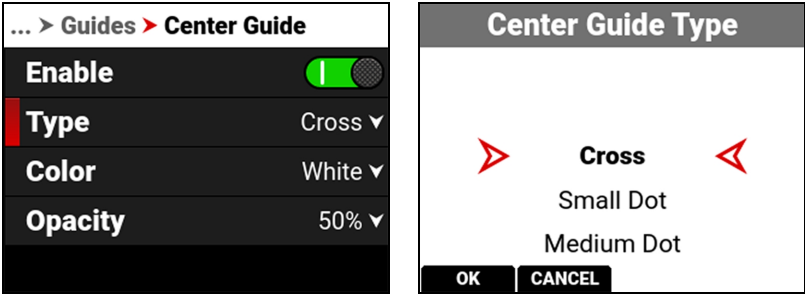 ... > Guides > Center Guide
Enable
Type Cross
Color White
Opacity 50%
Center Guide Type
Cross
Small Dot
Medium Dot
OK CANCEL